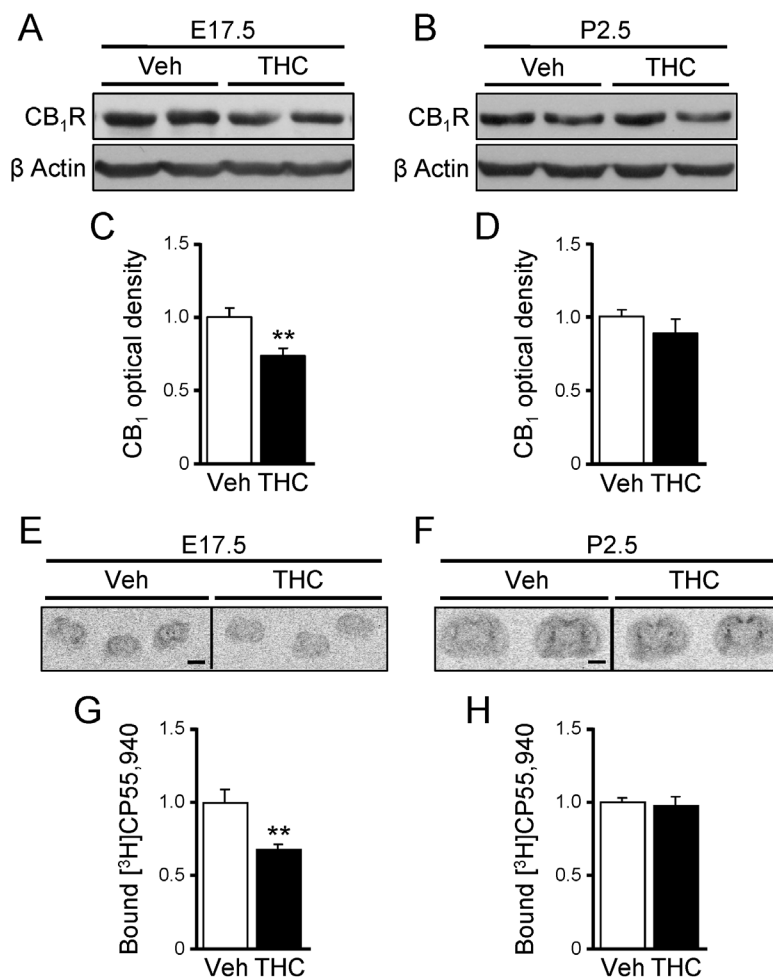 A E17.5 B P2.5
Veh THC Veh THC
CB₁R CB₁R
β Actin β Actin
C D
1.5 1.5
1.0 ** 1.0
0.5 0.5
0 0
CB₁ optical density CB₁ optical density
Veh THC Veh THC
E E17.5 F P2.5
Veh THC Veh THC
G H
1.5 1.5
1.0 ** 1.0
0.5 0.5
0 0
Bound [³H]CP55,940 Bound [³H]CP55,940
Veh THC Veh THC